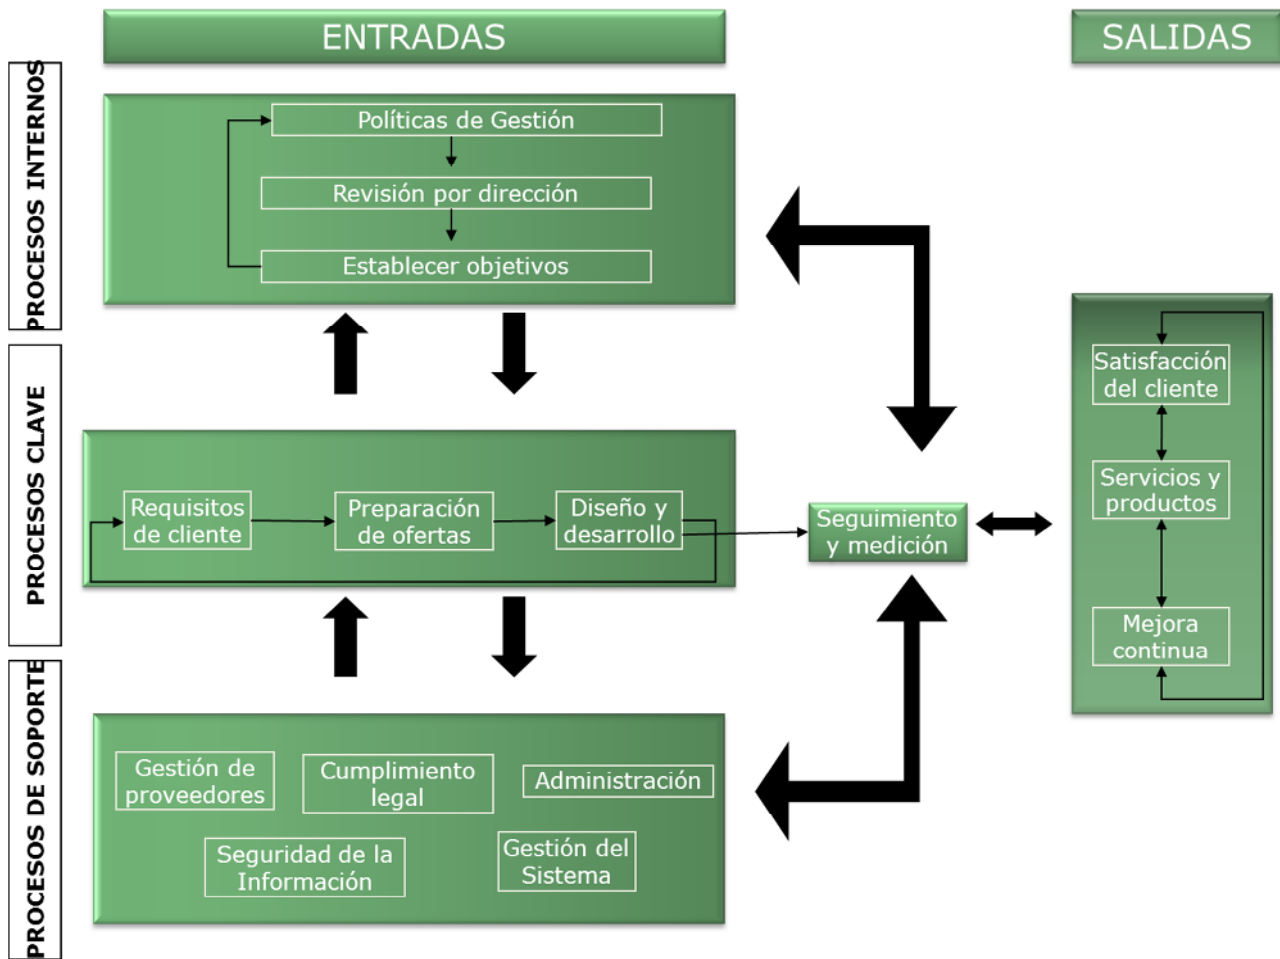 ENTRADAS
SALIDAS
PROCESOS INTERNOS
Políticas de Gestión
Revisión por dirección
Establecer objetivos
PROCESOS CLAVE
Requisitos
de cliente
Preparación
de ofertas
Diseño y
desarrollo
Seguimiento
y medición
Satisfacción
del cliente
Servicios y
productos
Mejora
continua
PROCESOS DE SOPORTE
Gestión de
proveedores
Cumplimiento
legal
Administración
Seguridad de la
Información
Gestión del
Sistema